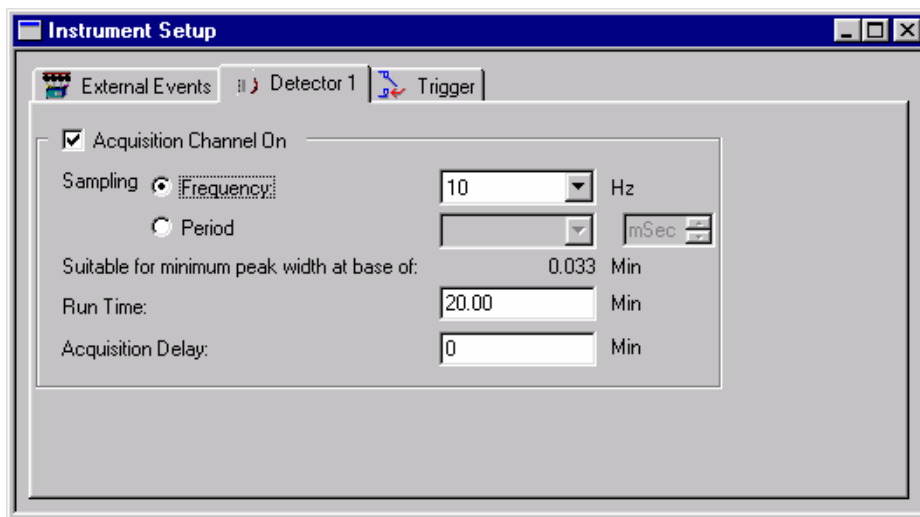 Instrument Setup
External Events Detector 1 Trigger
Acquisition Channel On
Sampling Frequency: 10 Hz
Period mSec
Suitable for minimum peak width at base of: 0.033 Min
Run Time: 20.00 Min
Acquisition Delay: 0 Min